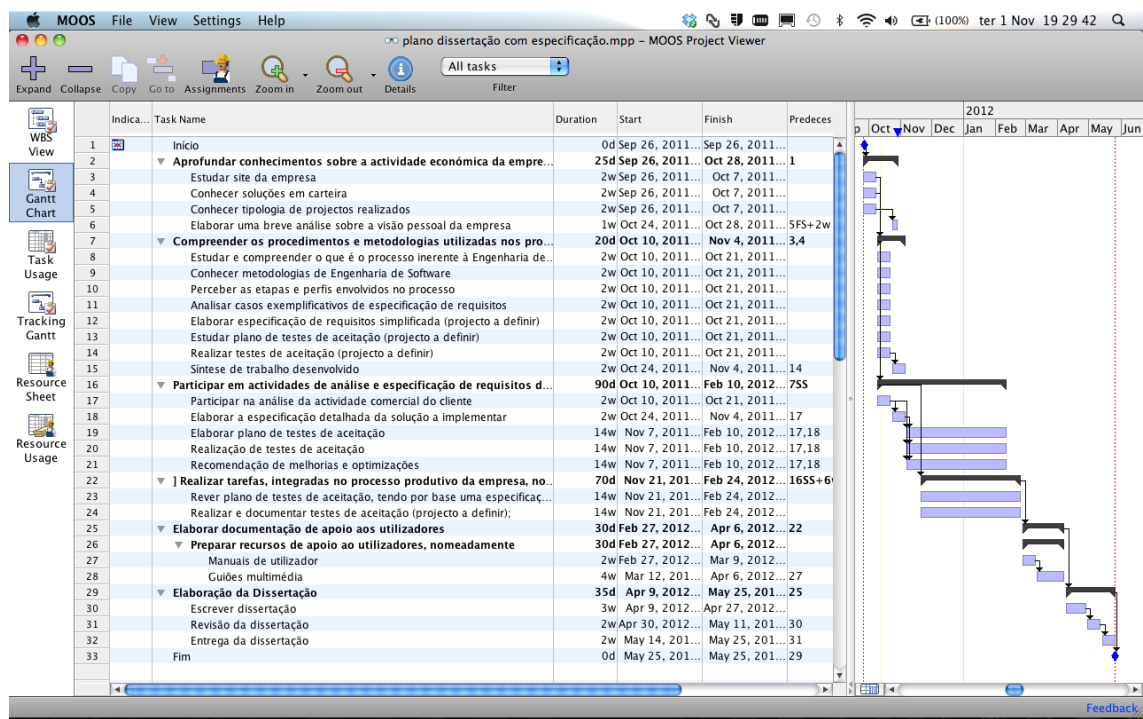 MOOS File View Settings Help (100%) ter 1 Nov 19 29 42
plano dissertação com especificação.mpp – MOOS Project Viewer
Expand Collapse Copy Go to Assignments Zoom in Zoom out Details All tasks Filter
WBS View
Gantt Chart
Task Usage
Tracking Gantt
Resource Sheet
Resource Usage
Indica... Task Name Duration Start Finish Predeces
2012
p Oct Nov Dec Jan Feb Mar Apr May Jun
1 Início 0d Sep 26, 2011... Sep 26, 2011...
2 Aprofundar conhecimentos sobre a actividade económica da empre... 25d Sep 26, 2011... Oct 28, 2011... 1
3 Estudar site da empresa 2w Sep 26, 2011... Oct 7, 2011...
4 Conhecer soluções em carteira 2w Sep 26, 2011... Oct 7, 2011...
5 Conhecer tipologia de projectos realizados 2w Sep 26, 2011... Oct 7, 2011...
6 Elaborar uma breve análise sobre a visão pessoal da empresa 1w Oct 24, 2011... Oct 28, 2011... 5FS+2w
7 Compreender os procedimentos e metodologias utilizadas nos pro... 20d Oct 10, 2011... Nov 4, 2011... 3,4
8 Estudar e compreender o que é o processo inerente à Engenharia de... 2w Oct 10, 2011... Oct 21, 2011...
9 Conhecer metodologias de Engenharia de Software 2w Oct 10, 2011... Oct 21, 2011...
10 Perceber as etapas e perfis envolvidos no processo 2w Oct 10, 2011... Oct 21, 2011...
11 Analisar casos exemplificativos de especificação de requisitos 2w Oct 10, 2011... Oct 21, 2011...
12 Elaborar especificação de requisitos simplificada (projecto a definir) 2w Oct 10, 2011... Oct 21, 2011...
13 Estudar plano de testes de aceitação (projecto a definir) 2w Oct 10, 2011... Oct 21, 2011...
14 Realizar testes de aceitação (projecto a definir) 2w Oct 10, 2011... Oct 21, 2011...
15 Síntese de trabalho desenvolvido 2w Oct 24, 2011... Nov 4, 2011... 14
16 Participar em actividades de análise e especificação de requisitos d... 90d Oct 10, 2011... Feb 10, 2012... 7SS
17 Participar na análise da actividade comercial do cliente 2w Oct 10, 2011... Oct 21, 2011...
18 Elaborar a especificação detalhada da solução a implementar 2w Oct 24, 2011... Nov 4, 2011... 17
19 Elaborar plano de testes de aceitação 14w Nov 7, 2011... Feb 10, 2012... 17,18
20 Realização de testes de aceitação 14w Nov 7, 2011... Feb 10, 2012... 17,18
21 Recomendação de melhorias e optimizações 14w Nov 7, 2011... Feb 10, 2012... 17,18
22 ] Realizar tarefas, integradas no processo produtivo da empresa, no... 70d Nov 21, 201... Feb 24, 2012... 16SS+6
23 Rever plano de testes de aceitação, tendo por base uma especificaç... 14w Nov 21, 201... Feb 24, 2012...
24 Realizar e documentar testes de aceitação (projecto a definir); 14w Nov 21, 201... Feb 24, 2012...
25 Elaborar documentação de apoio aos utilizadores 30d Feb 27, 2012... Apr 6, 2012... 22
26 Preparar recursos de apoio ao utilizadores, nomeadamente 30d Feb 27, 2012... Apr 6, 2012...
27 Manuais de utilizador 2w Feb 27, 2012... Mar 9, 2012...
28 Guiões multimédia 4w Mar 12, 201... Apr 6, 2012... 27
29 Elaboração da Dissertação 35d Apr 9, 2012... May 25, 201... 25
30 Escrever dissertação 3w Apr 9, 2012... Apr 27, 2012...
31 Revisão da dissertação 2w Apr 30, 2012... May 11, 201... 30
32 Entrega da dissertação 2w May 14, 201... May 25, 201... 31
33 Fim 0d May 25, 201... May 25, 201... 29
Feedback